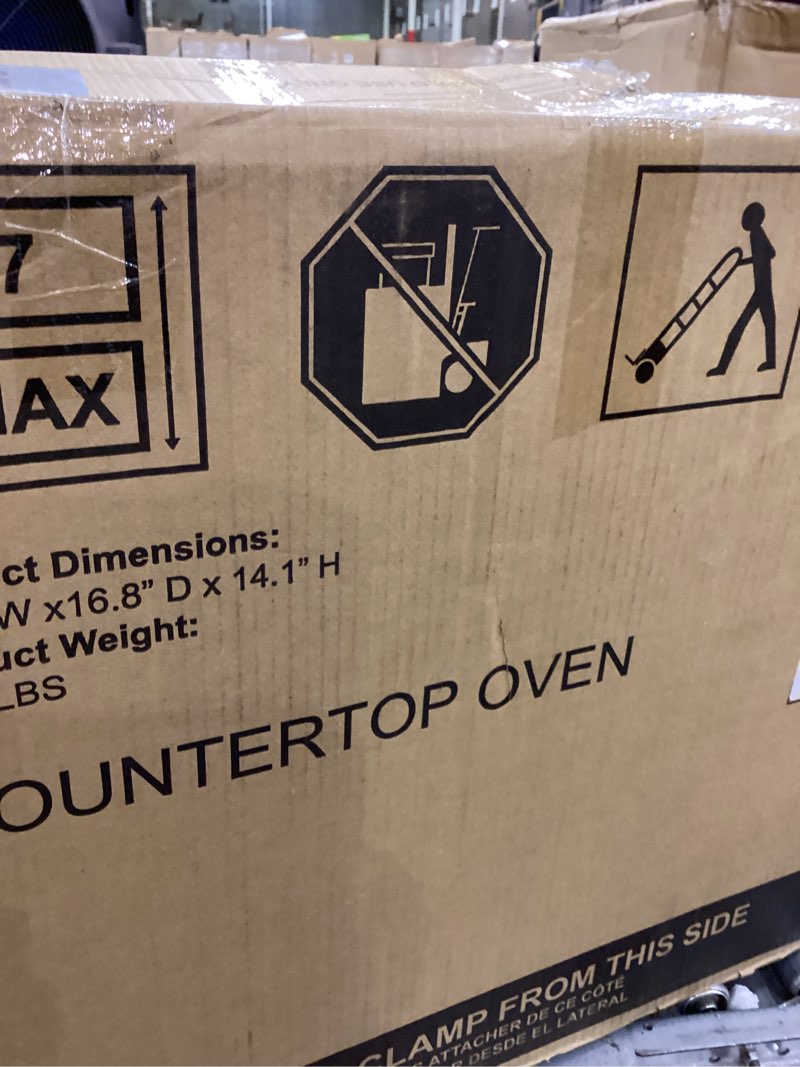 7
MAX
ct Dimensions:
W x16.8” D x 14.1” H
uct Weight:
LBS
OUNTERTOP OVEN
CLAMP FROM THIS SIDE
S ATTACHER DE CE CÔTÉ
R DESDE EL LATERAL